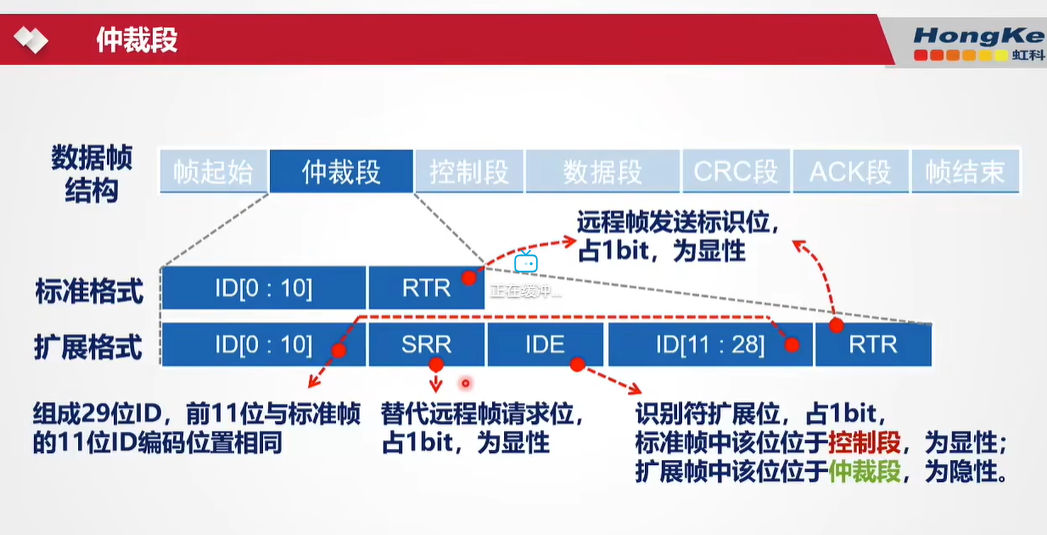 仲裁段
HongKe
虹科
数据帧
结构
帧起始
仲裁段
控制段
数据段
CRC段
ACK段
帧结束
远程帧发送标识位，
占1bit，为显性
正在缓冲...
标准格式
ID[0 : 10]
RTR
扩展格式
ID[0 : 10]
SRR
IDE
ID[11 : 28]
RTR
组成29位ID，前11位与标准帧
的11位ID编码位置相同
替代远程帧请求位，
占1bit，为显性
识别符扩展位，占1bit，
标准帧中该位位于控制段，为显性；
扩展帧中该位位于仲裁段，为隐性。